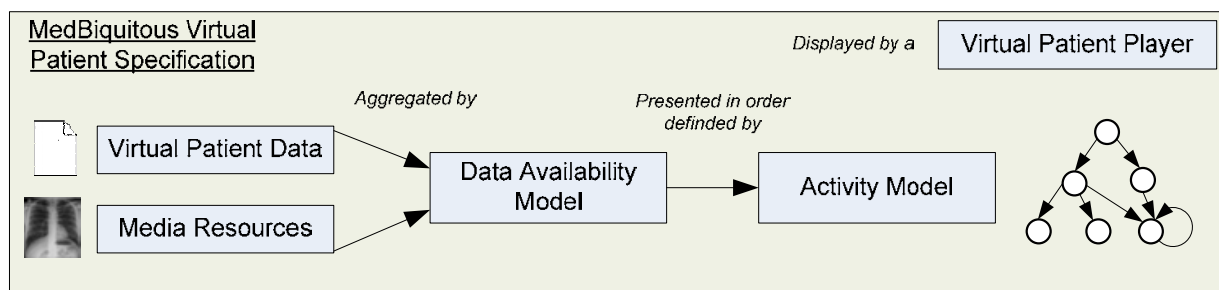 MedBiquitous Virtual
Patient Specification
Displayed by a
Virtual Patient Player
Aggregated by
Presented in order
definded by
Virtual Patient Data
Data Availability
Model
Activity Model
Media Resources